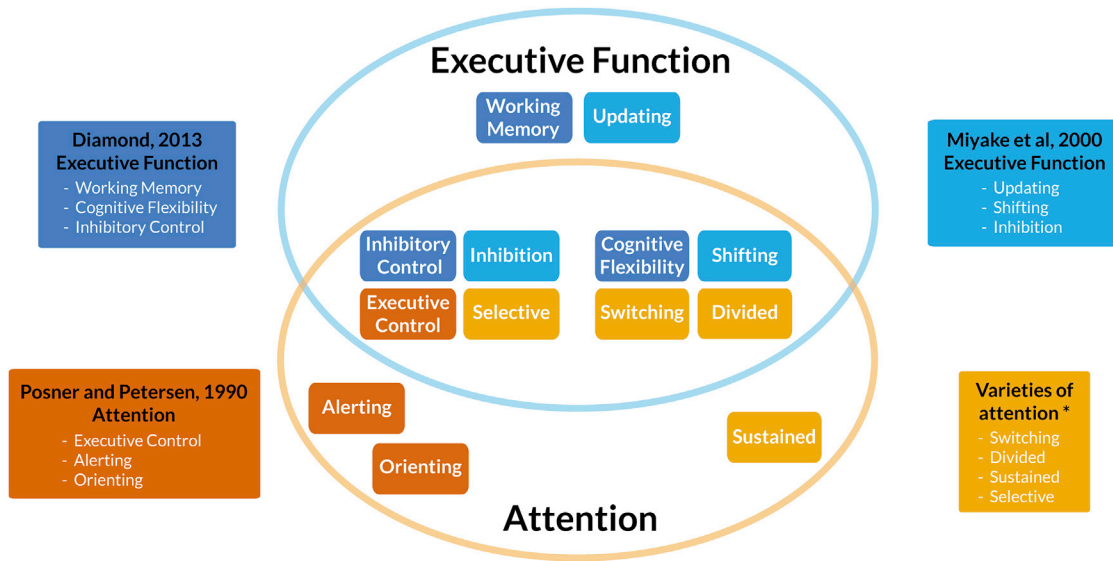 Executive Function
Working
Memory
Updating
Diamond, 2013
Executive Function
- Working Memory
- Cognitive Flexibility
- Inhibitory Control
Miyake et al, 2000
Executive Function
- Updating
- Shifting
- Inhibition
Inhibitory
Control
Inhibition
Cognitive
Flexibility
Shifting
Executive
Control
Selective
Switching
Divided
Posner and Petersen, 1990
Attention
- Executive Control
- Alerting
- Orienting
Alerting
Orienting
Sustained
Varieties of
attention *
- Switching
- Divided
- Sustained
- Selective
Attention